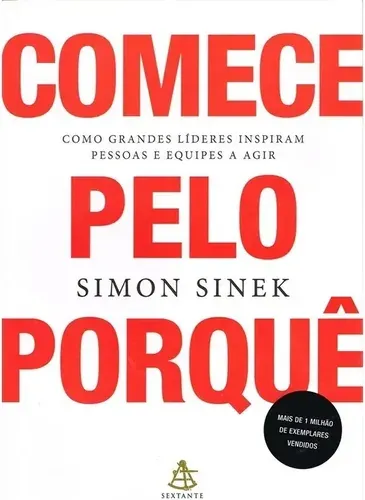 COMECE
COMO GRANDES LÍDERES INSPIRAM
PESSOAS E EQUIPES A AGIR
PELO
SIMON SINEK
PORQUÊ
MAIS DE 1 MILHÃO
DE EXEMPLARES
VENDIDOS
SEXTANTE